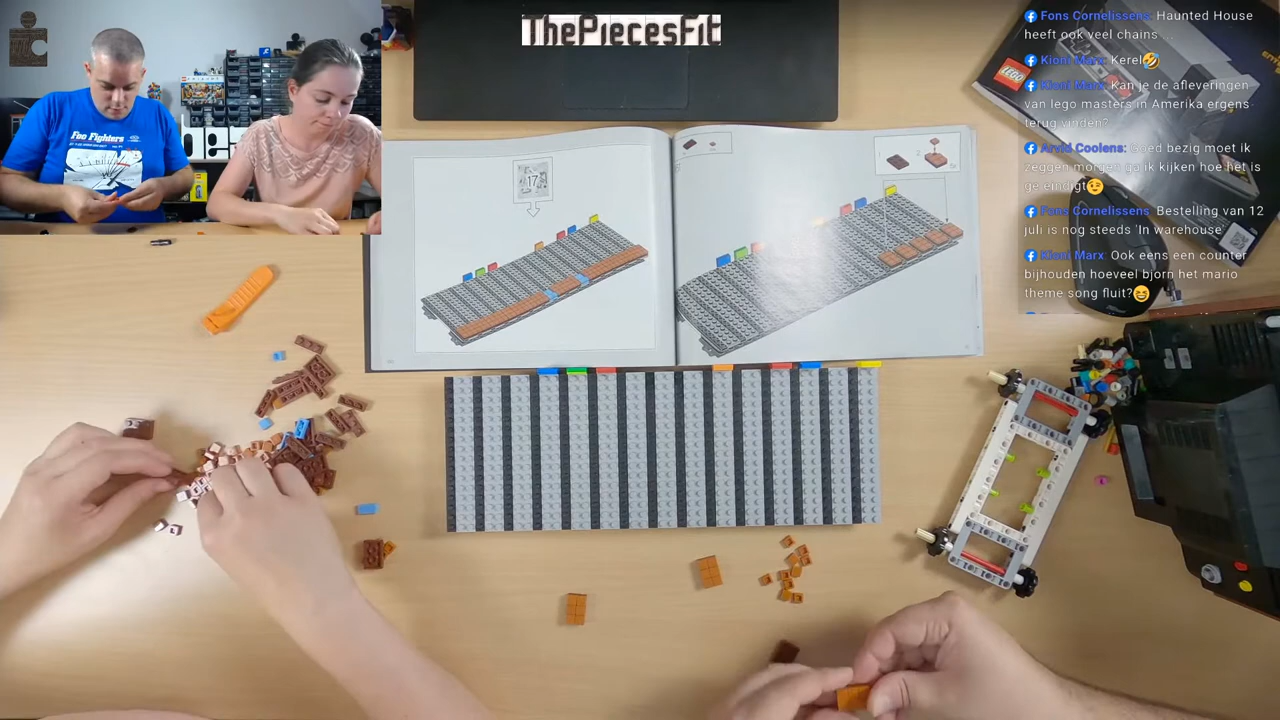 ThePiecesFit
Foo Fighters
LEGO
17
2
Fons Cornelissens: Haunted House
heeft ook veel chains ...
Kioni Marx: Kerel🤣
Kioni Marx: Kan je de afleveringen
van lego masters in Amerika ergens
terug vinden?
Arvid Coolens: Goed bezig moet ik
zeggen morgen ga ik kijken hoe het is
ge eindigt😉
Fons Cornelissens: Bestelling van 12
juli is nog steeds 'In warehouse'
Kioni Marx: Ook eens een counter
bijhouden hoeveel bjorn het mario
theme song fluit?😆